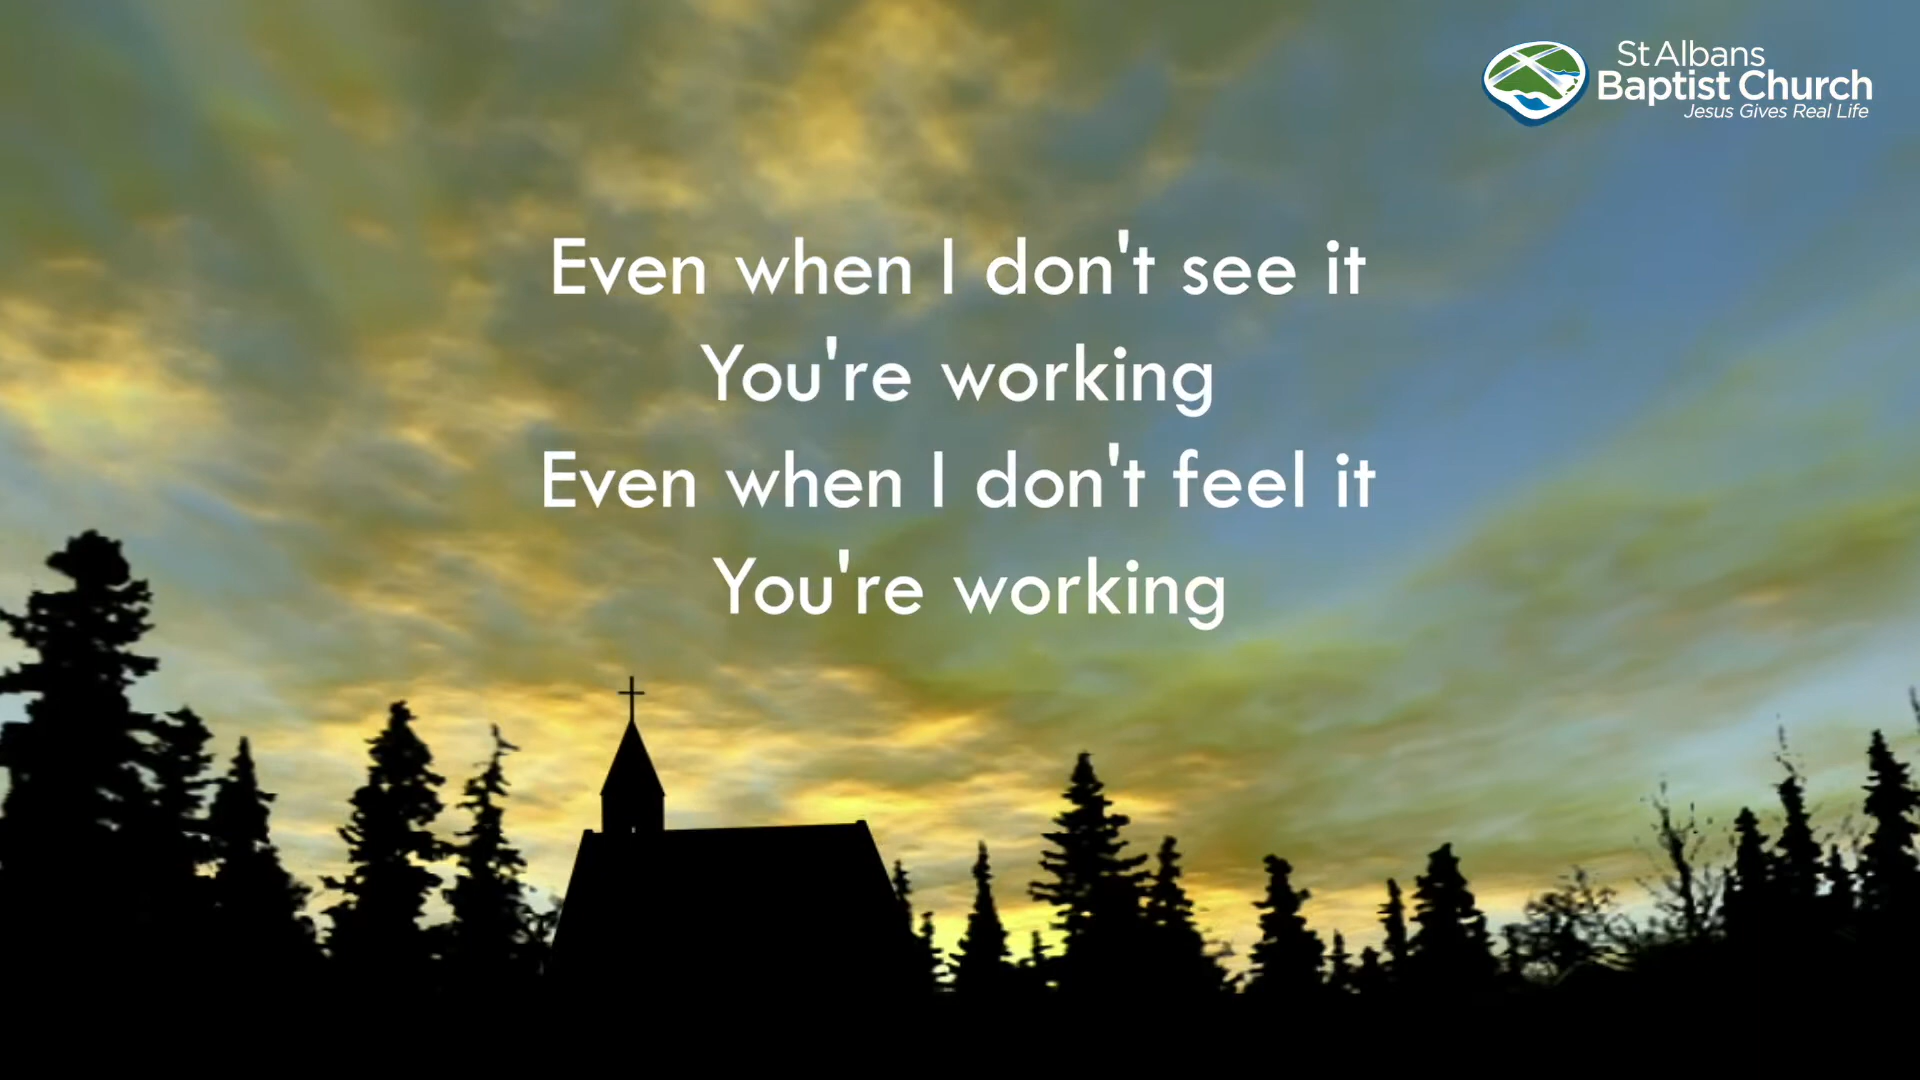 St Albans
Baptist Church
Jesus Gives Real Life
Even when I don't see it
You're working
Even when I don't feel it
You're working